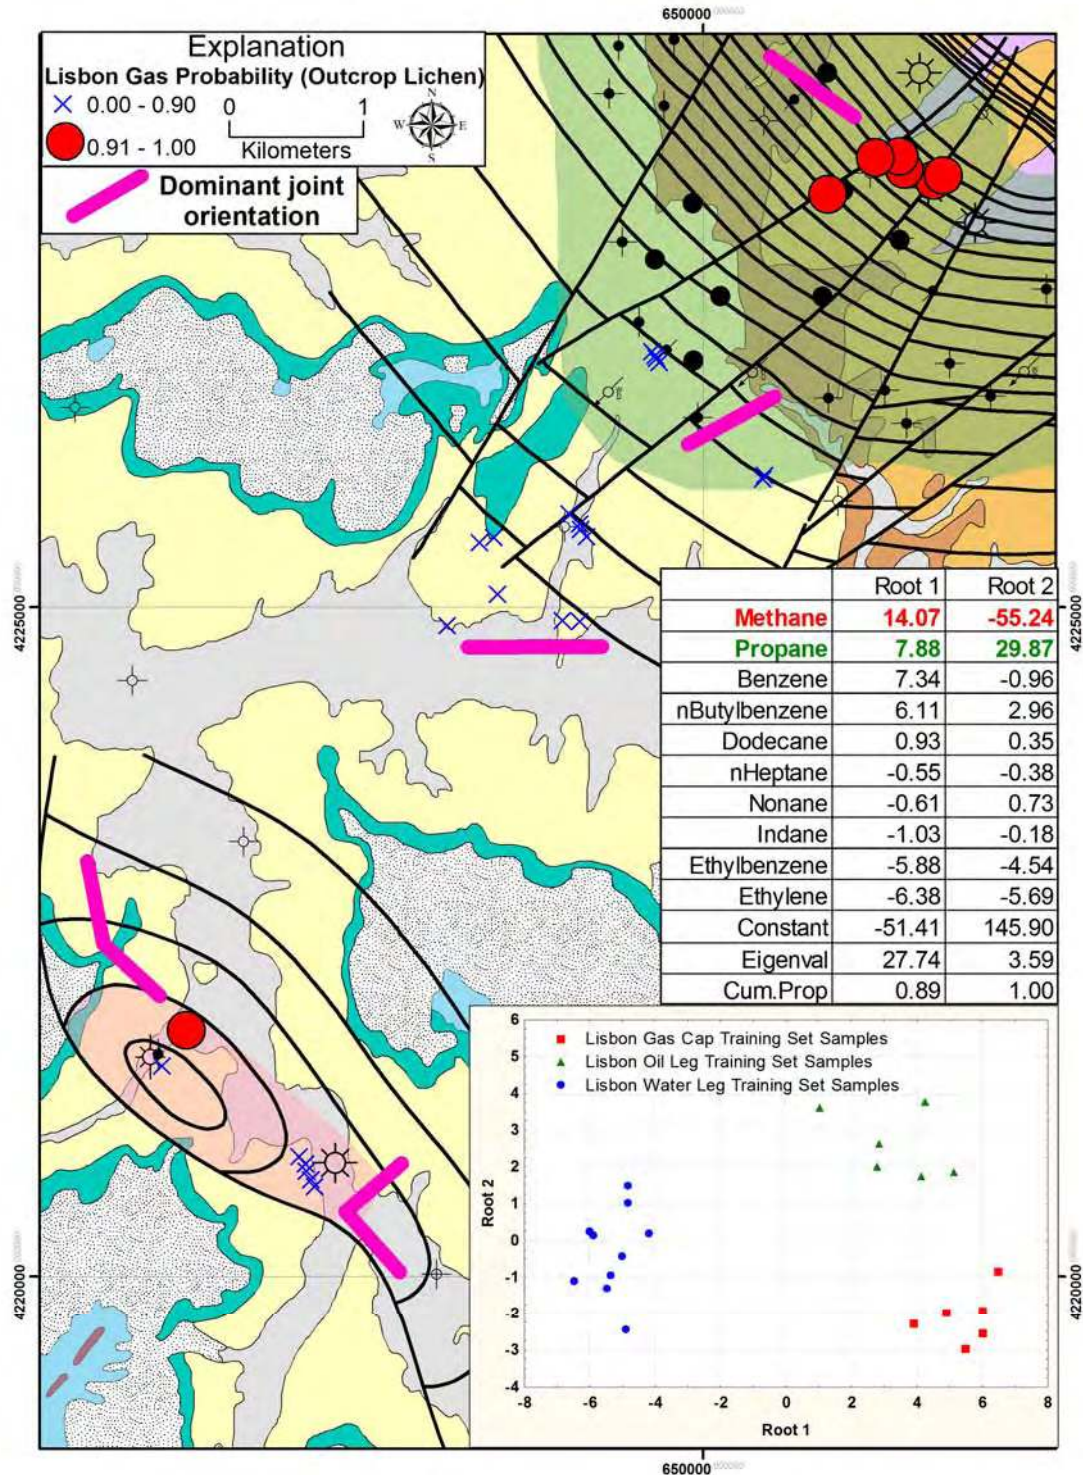 650000
Explanation
Lisbon Gas Probability (Outcrop Lichen)
0.00 - 0.90
0.91 - 1.00
0 1
Kilometers
N
W E
S
Dominant joint
orientation
4225000
4225000
Root 1 Root 2
Methane 14.07 -55.24
Propane 7.88 29.87
Benzene 7.34 -0.96
nButylbenzene 6.11 2.96
Dodecane 0.93 0.35
nHeptane -0.55 -0.38
Nonane -0.61 0.73
Indane -1.03 -0.18
Ethylbenzene -5.88 -4.54
Ethylene -6.38 -5.69
Constant -51.41 145.90
Eigenval 27.74 3.59
Cum.Prop 0.89 1.00
Lisbon Gas Cap Training Set Samples
Lisbon Oil Leg Training Set Samples
Lisbon Water Leg Training Set Samples
6
5
4
3
2
1
0
-1
-2
-3
-4
Root 2
-8 -6 -4 -2 0 2 4 6 8
Root 1
4220000
4220000
650000